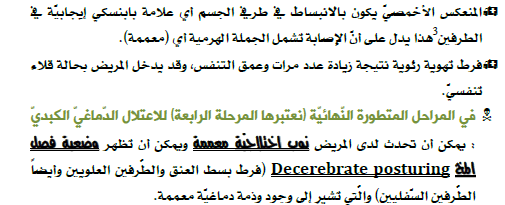 المنعكس الأخمصيّ يكون بالانبساط في طرفي الجسم أي علامة بابنسكي إيجابيّة في
الطرفين3 هذا يدل على أنّ الإصابة تشمل الجملة الهرمية أي (معممة).
فرط تهوية رئوية نتيجة زيادة عدد مرات وعمق التنفس، وقد يدخل المريض بحالة قلاء
تنفسيّ.
في المراحل المتطورة النّهائيّة (نعتبرها المرحلة الرابعة) للاعتلال الدّماغيّ الكبديّ
: يمكن أن تحدث لدى المريض نوب اختلاجيّة معممة ويمكن أن تظهر وضعية فصل
المخ Decerebrate posturing (فرط بسط العنق والطّرفين العلويين وأيضاً
الطّرفين السّفليين) والّتي تشير إلى وجود وذمة دماغيّة معممة.